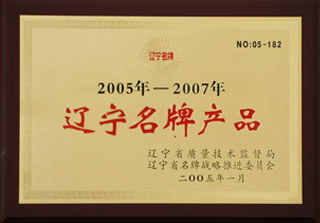 辽宁名牌
NO:05-182
2005年—2007年
辽宁名牌产品
辽宁省质量技术监督局
辽宁省名牌战略推进委员会
二00五年一月